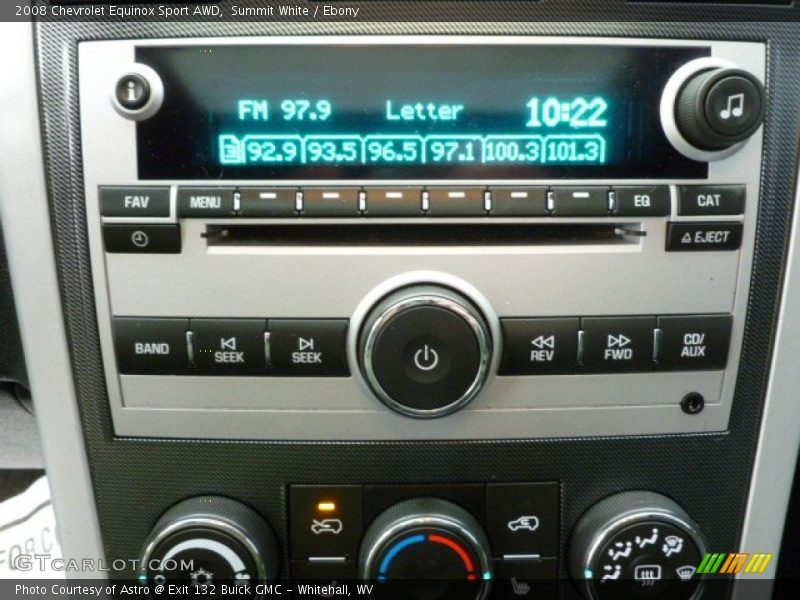 2008 Chevrolet Equinox Sport AWD,  Summit White / Ebony
i
FM 97.9 Letter 10:22
92.9 93.5 96.5 97.1 100.3 101.3
FAV MENU EQ CAT
EJECT
BAND SEEK SEEK REV FWD CD/
AUX
GTCARLOT.COM
Photo Courtesy of Astro @ Exit 132 Buick GMC - Whitehall, WV